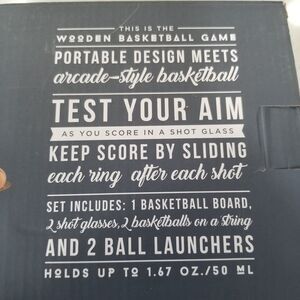 THIS IS THE
WOODEN BASKETBALL GAME
PORTABLE DESIGN MEETS
arcade-style basketball
TEST YOUR AIM
AS YOU SCORE IN A SHOT GLASS
KEEP SCORE BY SLIDING
each ring after each shot
SET INCLUDES: 1 BASKETBALL BOARD,
2 shot glasses, 2 basketballs on a string
AND 2 BALL LAUNCHERS
HOLDS UP TO 1.67 OZ./50 ML